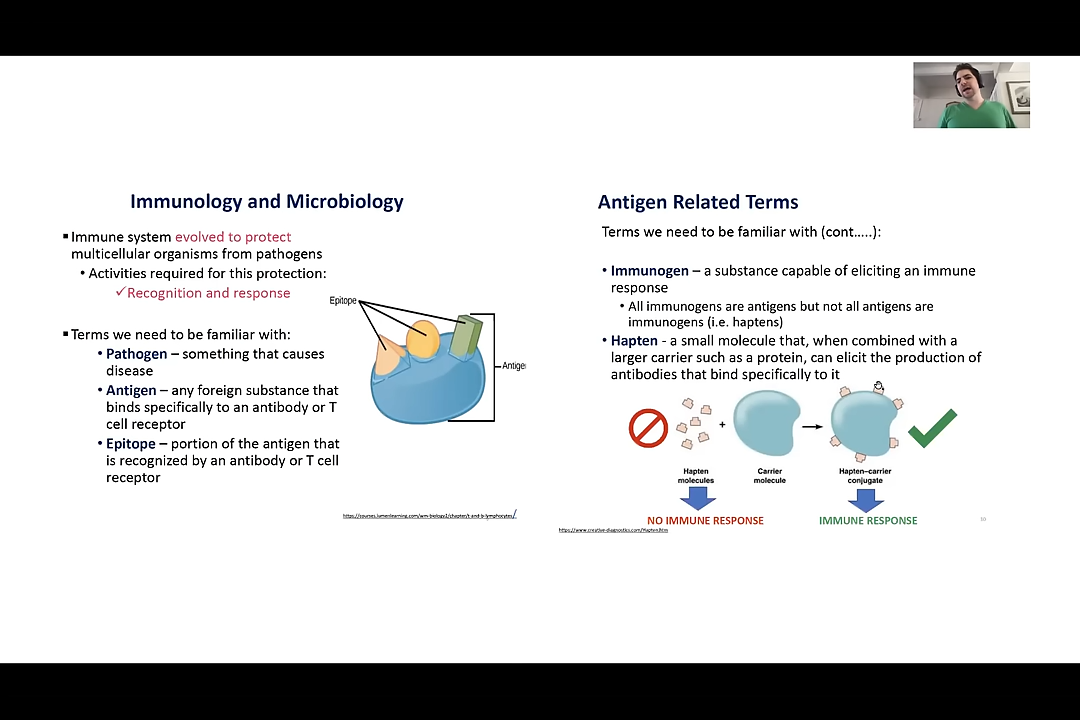 Immunology and Microbiology
▪Immune system evolved to protect
multicellular organisms from pathogens
• Activities required for this protection:
✓Recognition and response
▪Terms we need to be familiar with:
• Pathogen – something that causes
disease
• Antigen – any foreign substance that
binds specifically to an antibody or T
cell receptor
• Epitope – portion of the antigen that
is recognized by an antibody or T cell
receptor
Epitope
Antige
https://courses.lumenlearning.com/wm-biology2/chapter/t-and-b-lymphocytes/
Antigen Related Terms
Terms we need to be familiar with (cont.....):
• Immunogen – a substance capable of eliciting an immune
response
• All immunogens are antigens but not all antigens are
immunogens (i.e. haptens)
• Hapten - a small molecule that, when combined with a
larger carrier such as a protein, can elicit the production of
antibodies that bind specifically to it
+
Hapten
molecules
Carrier
molecule
Hapten–carrier
conjugate
NO IMMUNE RESPONSE
IMMUNE RESPONSE
https://www.creative-diagnostics.com/Hapten.htm
10